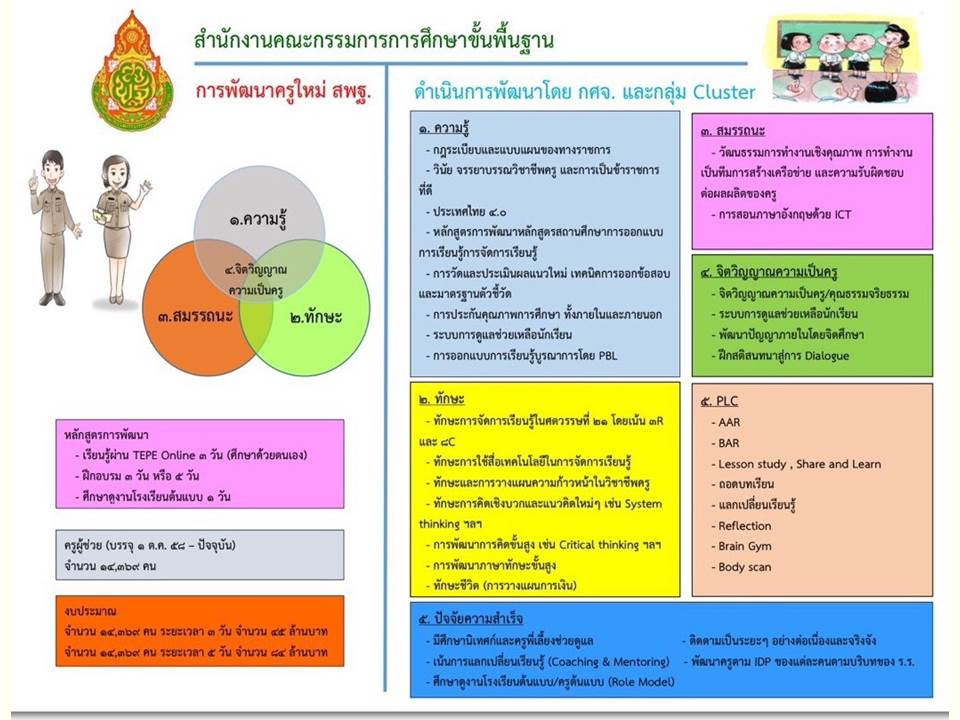 สำนักงานคณะกรรมการการศึกษาขั้นพื้นฐาน
การพัฒนาครูใหม่ สพฐ.
ดำเนินการพัฒนาโดย กศจ. และกลุ่ม Cluster
๑.ความรู้
๔.จิตวิญญาณ
ความเป็นครู
๓.สมรรถนะ
๒.ทักษะ
หลักสูตรการพัฒนา
- เรียนรู้ผ่าน TEPE Online ๓ วัน (ศึกษาด้วยตนเอง)
- ฝึกอบรม ๓ วัน หรือ ๕ วัน
- ศึกษาดูงานโรงเรียนต้นแบบ ๑ วัน
ครูผู้ช่วย (บรรจุ ๑ ต.ค. ๕๘ – ปัจจุบัน)
จำนวน ๑๔,๓๖๙ คน
งบประมาณ
จำนวน ๑๔,๓๖๙ คน ระยะเวลา ๓ วัน จำนวน ๔๕ ล้านบาท
จำนวน ๑๔,๓๖๙ คน ระยะเวลา ๕ วัน จำนวน ๘๔ ล้านบาท
๑. ความรู้
- กฎระเบียบและแบบแผนของทางราชการ
- วินัย จรรยาบรรณวิชาชีพครู และการเป็นข้าราชการ
ที่ดี
- ประเทศไทย ๔.๐
- หลักสูตรการพัฒนาหลักสูตรสถานศึกษาการออกแบบ
การเรียนรู้การจัดการเรียนรู้
- การวัดและประเมินผลแนวใหม่ เทคนิคการออกข้อสอบ
และมาตรฐานตัวชี้วัด
- การประกันคุณภาพการศึกษา ทั้งภายในและภายนอก
- ระบบการดูแลช่วยเหลือนักเรียน
- การออกแบบการเรียนรู้บูรณาการโดย PBL
๒. ทักษะ
- ทักษะการจัดการเรียนรู้ในศตวรรษที่ ๒๑ โดยเน้น ๓R
และ ๘C
- ทักษะการใช้สื่อเทคโนโลยีในการจัดการเรียนรู้
- ทักษะและการวางแผนความก้าวหน้าในวิชาชีพครู
- ทักษะการคิดเชิงบวกและแนวคิดใหม่ๆ เช่น System
thinking ฯลฯ
- การพัฒนาการคิดขั้นสูง เช่น Critical thinking ฯลฯ
- การพัฒนาภาษาทักษะขั้นสูง
- ทักษะชีวิต (การวางแผนการเงิน)
๓. สมรรถนะ
- วัฒนธรรมการทำงานเชิงคุณภาพ การทำงาน
เป็นทีมการสร้างเครือข่าย และความรับผิดชอบ
ต่อผลผลิตของครู
- การสอนภาษาอังกฤษด้วย ICT
๔. จิตวิญญาณความเป็นครู
- จิตวิญญาณความเป็นครู/คุณธรรมจริยธรรม
- ระบบการดูแลช่วยเหลือนักเรียน
- พัฒนาปัญญาภายในโดยจิตศึกษา
- ฝึกสติสนทนาสู่การ Dialogue
๕. PLC
- AAR
- BAR
- Lesson study , Share and Learn
- ถอดบทเรียน
- แลกเปลี่ยนเรียนรู้
- Reflection
- Brain Gym
- Body scan
๕. ปัจจัยความสำเร็จ
- มีศึกษานิเทศก์และครูพี่เลี้ยงช่วยดูแล
- เน้นการแลกเปลี่ยนเรียนรู้ (Coaching & Mentoring)
- ศึกษาดูงานโรงเรียนต้นแบบ/ครูต้นแบบ (Role Model)
- ติดตามเป็นระยะๆ อย่างต่อเนื่องและจริงจัง
- พัฒนาครูตาม IDP ของแต่ละคนตามบริบทของ ร.ร.